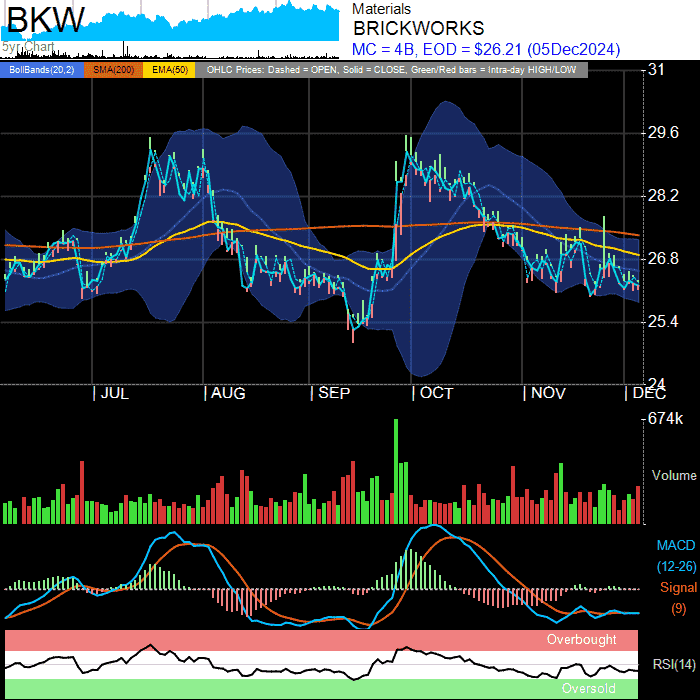 BKW
5yr Chart
Materials
BRICKWORKS
MC = 4B, EOD = $26.21 (05Dec2024)
BollBands(20,2) SMA(200) EMA(50) OHLC Prices: Dashed = OPEN, Solid = CLOSE, Green/Red bars = Intra-day HIGH/LOW
31
29.6
28.2
26.8
25.4
24
JUL AUG SEP OCT NOV DEC
674k
Volume
MACD
(12-26)
Signal
(9)
Overbought
RSI(14)
Oversold